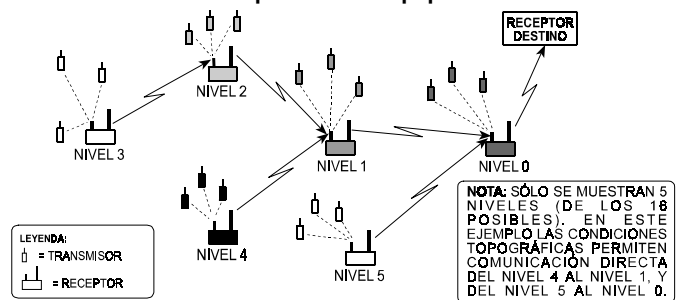 RECEPTOR
DESTINO
NIVEL 2
NIVEL 3
NIVEL 1
NIVEL 0
NIVEL 4
NIVEL 5
LEYENDA:
= TRANSMISOR
= RECEPTOR
NOTA: SÓLO SE MUESTRAN 5
NIVELES (DE LOS 16
POSIBLES). EN ESTE
EJEMPLO LAS CONDICIONES
TOPOGRÁFICAS PERMITEN
COMUNICACIÓN DIRECTA
DEL NIVEL 4 AL NIVEL 1, Y
DEL NIVEL 5 AL NIVEL 0.